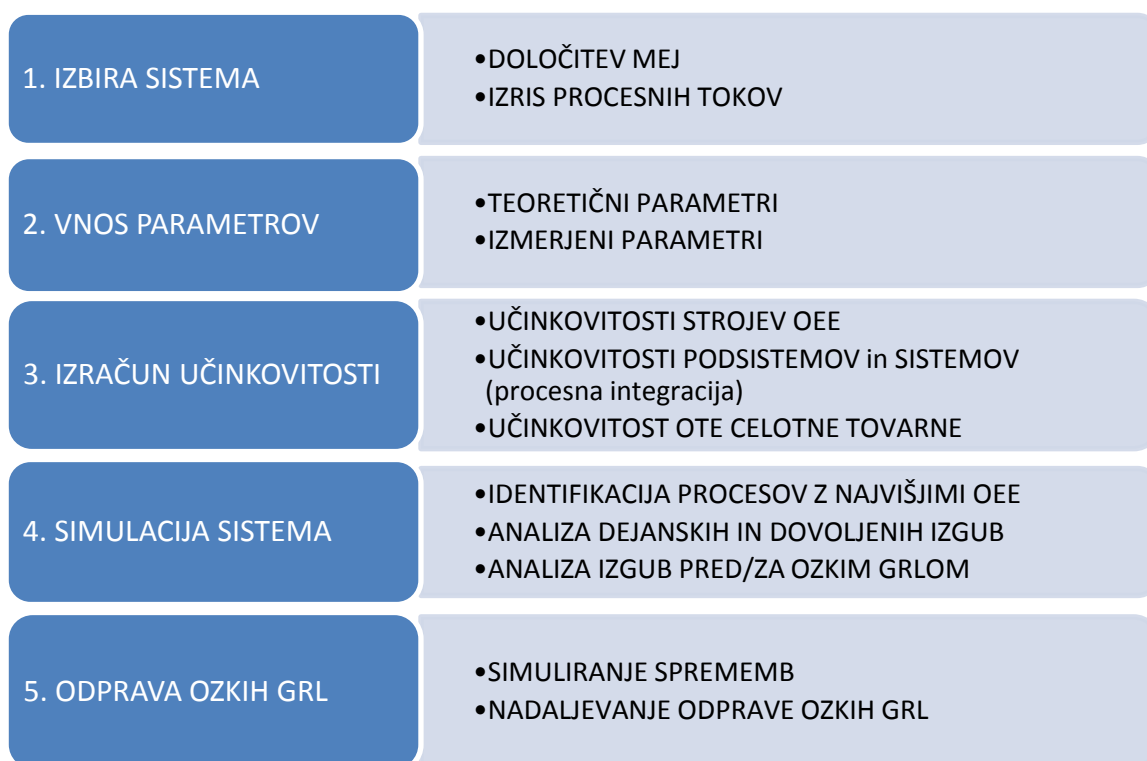 1. IZBIRA SISTEMA
•DOLOČITEV MEJ
•IZRIS PROCESNIH TOKOV
2. VNOS PARAMETROV
•TEORETIČNI PARAMETRI
•IZMERJENI PARAMETRI
3. IZRAČUN UČINKOVITOSTI
•UČINKOVITOSTI STROJEV OEE
•UČINKOVITOSTI PODSISTEMOV in SISTEMOV
(procesna integracija)
•UČINKOVITOST OTE CELOTNE TOVARNE
4. SIMULACIJA SISTEMA
•IDENTIFIKACIJA PROCESOV Z NAJVIŠJIMI OEE
•ANALIZA DEJANSKIH IN DOVOLJENIH IZGUB
•ANALIZA IZGUB PRED/ZA OZKIM GRLOM
5. ODPRAVA OZKIH GRL
•SIMULIRANJE SPREMEMB
•NADALJEVANJE ODPRAVE OZKIH GRL